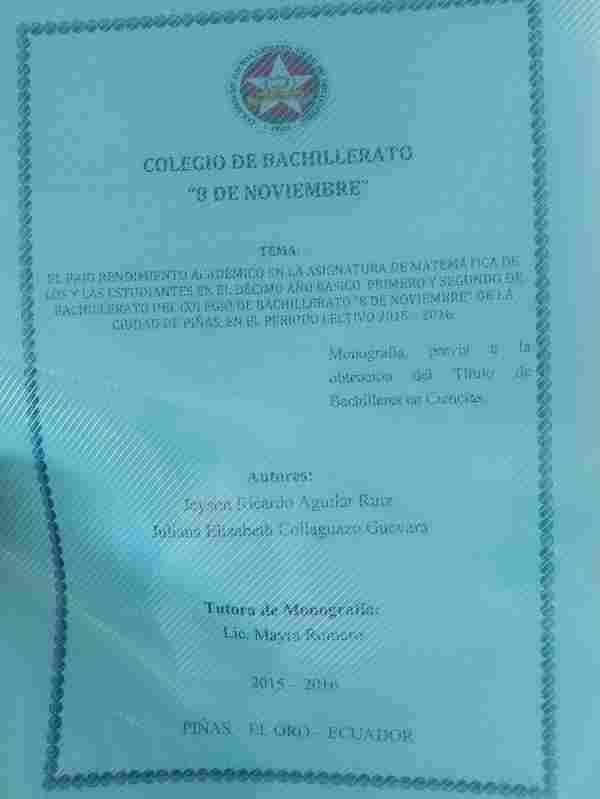 COLEGIO DE BACHILLERATO
"8 DE NOVIEMBRE"
TEMA:
EL BAJO RENDIMIENTO ACADÉMICO EN LA ASIGNATURA DE MATEMÁTICA DE
LOS Y LAS ESTUDIANTES EN EL DÉCIMO AÑO BÁSICO, PRIMERO Y SEGUNDO DE
BACHILLERATO DEL COLEGIO DE BACHILLERATO "8 DE NOVIEMBRE" DE LA
CIUDAD DE PIÑAS, EN EL PERIODO LECTIVO 2015 – 2016.
Monografía, previa a la
obtención del Título de
Bachilleres en Ciencias.
Autores:
Jeyson Ricardo Aguilar Ruiz
Juliana Elizabeth Collaguazo Guevara
Tutora de Monografía:
Lic. Mayra Romero
2015 – 2016
PIÑAS – EL ORO – ECUADOR